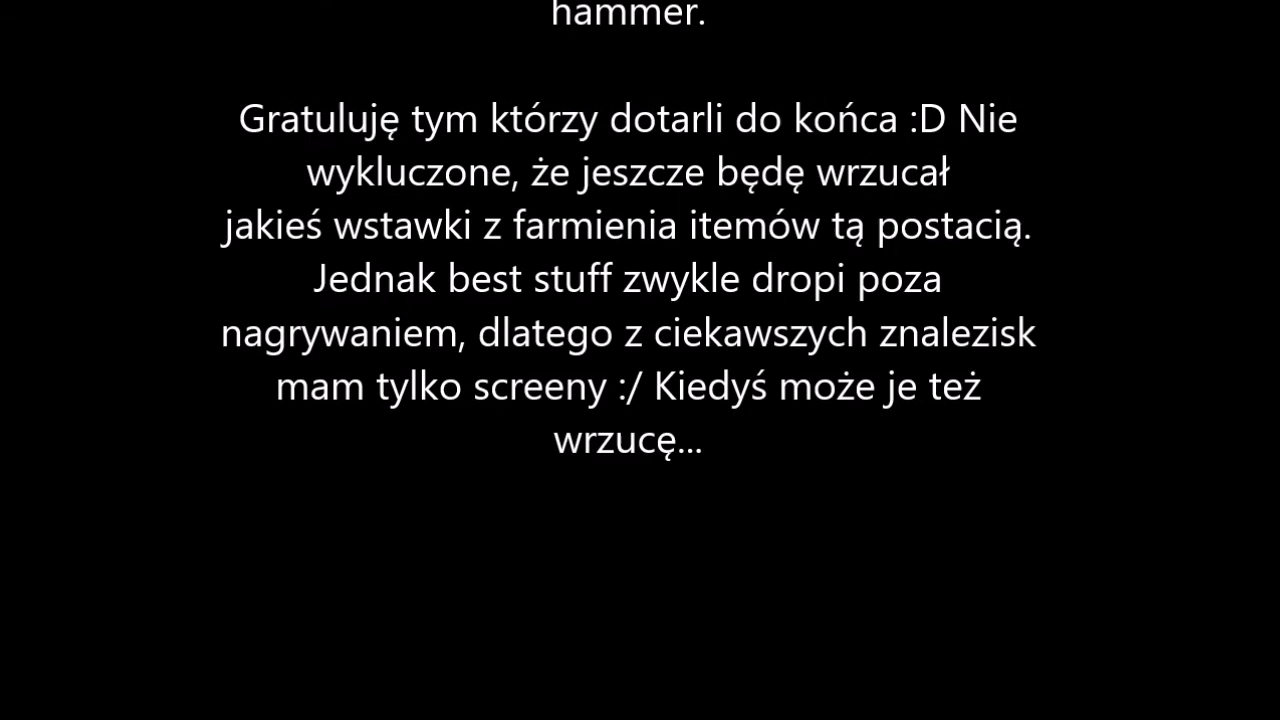 hammer.
Gratuluję tym którzy dotarli do końca :D Nie
wykluczone, że jeszcze będę wrzucał
jakieś wstawki z farmienia itemów tą postacią.
Jednak best stuff zwykle dropi poza
nagrywaniem, dlatego z ciekawszych znalezisk
mam tylko screeny :/ Kiedyś może je też
wrzucę...